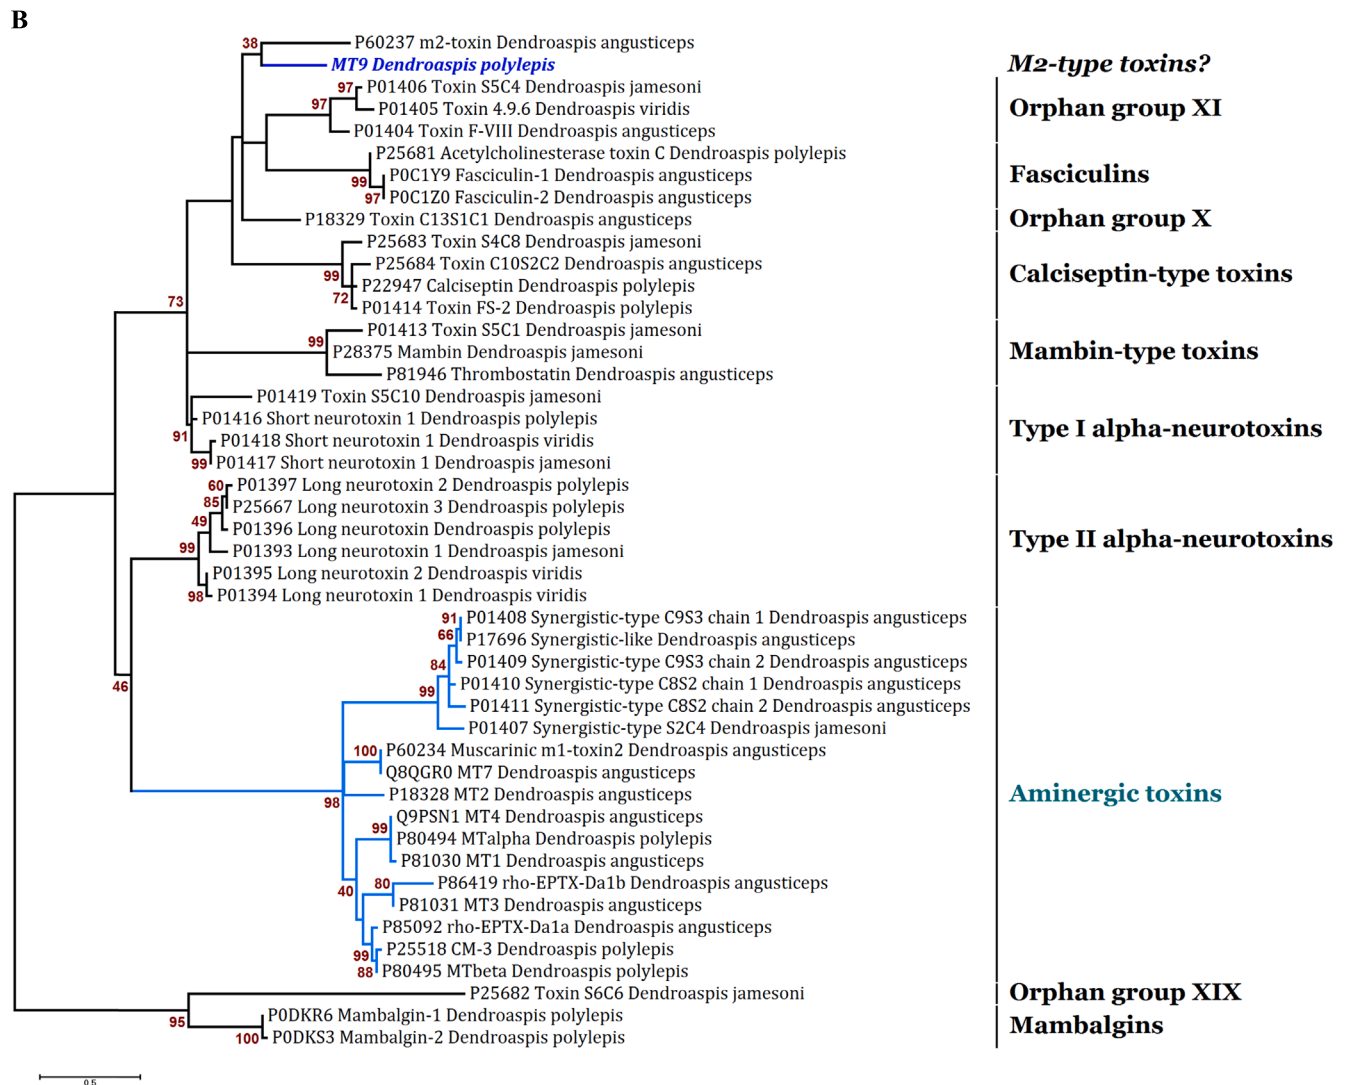 B
38
P60237 m2-toxin Dendroaspis angusticeps
MT9 Dendroaspis polylepis
M2-type toxins?
97
P01406 Toxin S5C4 Dendroaspis jamesoni
97
P01405 Toxin 4.9.6 Dendroaspis viridis
Orphan group XI
P01404 Toxin F-VIII Dendroaspis angusticeps
P25681 Acetylcholinesterase toxin C Dendroaspis polylepis
P0C1Y9 Fasciculin-1 Dendroaspis angusticeps
Fasciculins
99
97
P0C1Z0 Fasciculin-2 Dendroaspis angusticeps
P18329 Toxin C13S1C1 Dendroaspis angusticeps
Orphan group X
P25683 Toxin S4C8 Dendroaspis jamesoni
P25684 Toxin C10S2C2 Dendroaspis angusticeps
99
Calciseptin-type toxins
P22947 Calciseptin Dendroaspis polylepis
72
P01414 Toxin FS-2 Dendroaspis polylepis
73
P01413 Toxin S5C1 Dendroaspis jamesoni
99
P28375 Mambin Dendroaspis jamesoni
Mambin-type toxins
P81946 Thrombostatin Dendroaspis angusticeps
P01419 Toxin S5C10 Dendroaspis jamesoni
P01416 Short neurotoxin 1 Dendroaspis polylepis
Type I alpha-neurotoxins
91
P01418 Short neurotoxin 1 Dendroaspis viridis
99
P01417 Short neurotoxin 1 Dendroaspis jamesoni
60
P01397 Long neurotoxin 2 Dendroaspis polylepis
85
P25667 Long neurotoxin 3 Dendroaspis polylepis
49
P01396 Long neurotoxin Dendroaspis polylepis
Type II alpha-neurotoxins
99
P01393 Long neurotoxin 1 Dendroaspis jamesoni
P01395 Long neurotoxin 2 Dendroaspis viridis
98
P01394 Long neurotoxin 1 Dendroaspis viridis
91
P01408 Synergistic-type C9S3 chain 1 Dendroaspis angusticeps
66
P17696 Synergistic-like Dendroaspis angusticeps
84
P01409 Synergistic-type C9S3 chain 2 Dendroaspis angusticeps
46
99
P01410 Synergistic-type C8S2 chain 1 Dendroaspis angusticeps
P01411 Synergistic-type C8S2 chain 2 Dendroaspis angusticeps
P01407 Synergistic-type S2C4 Dendroaspis jamesoni
100
P60234 Muscarinic m1-toxin2 Dendroaspis angusticeps
Q8QGR0 MT7 Dendroaspis angusticeps
98
P18328 MT2 Dendroaspis angusticeps
Aminergic toxins
Q9PSN1 MT4 Dendroaspis angusticeps
99
P80494 MTalpha Dendroaspis polylepis
P81030 MT1 Dendroaspis angusticeps
80
P86419 rho-EPTX-Da1b Dendroaspis angusticeps
40
P81031 MT3 Dendroaspis angusticeps
P85092 rho-EPTX-Da1a Dendroaspis angusticeps
99
P25518 CM-3 Dendroaspis polylepis
88
P80495 MTbeta Dendroaspis polylepis
P25682 Toxin S6C6 Dendroaspis jamesoni
Orphan group XIX
95
P0DKR6 Mambalgin-1 Dendroaspis polylepis
Mambalgins
100
P0DKS3 Mambalgin-2 Dendroaspis polylepis
0.5